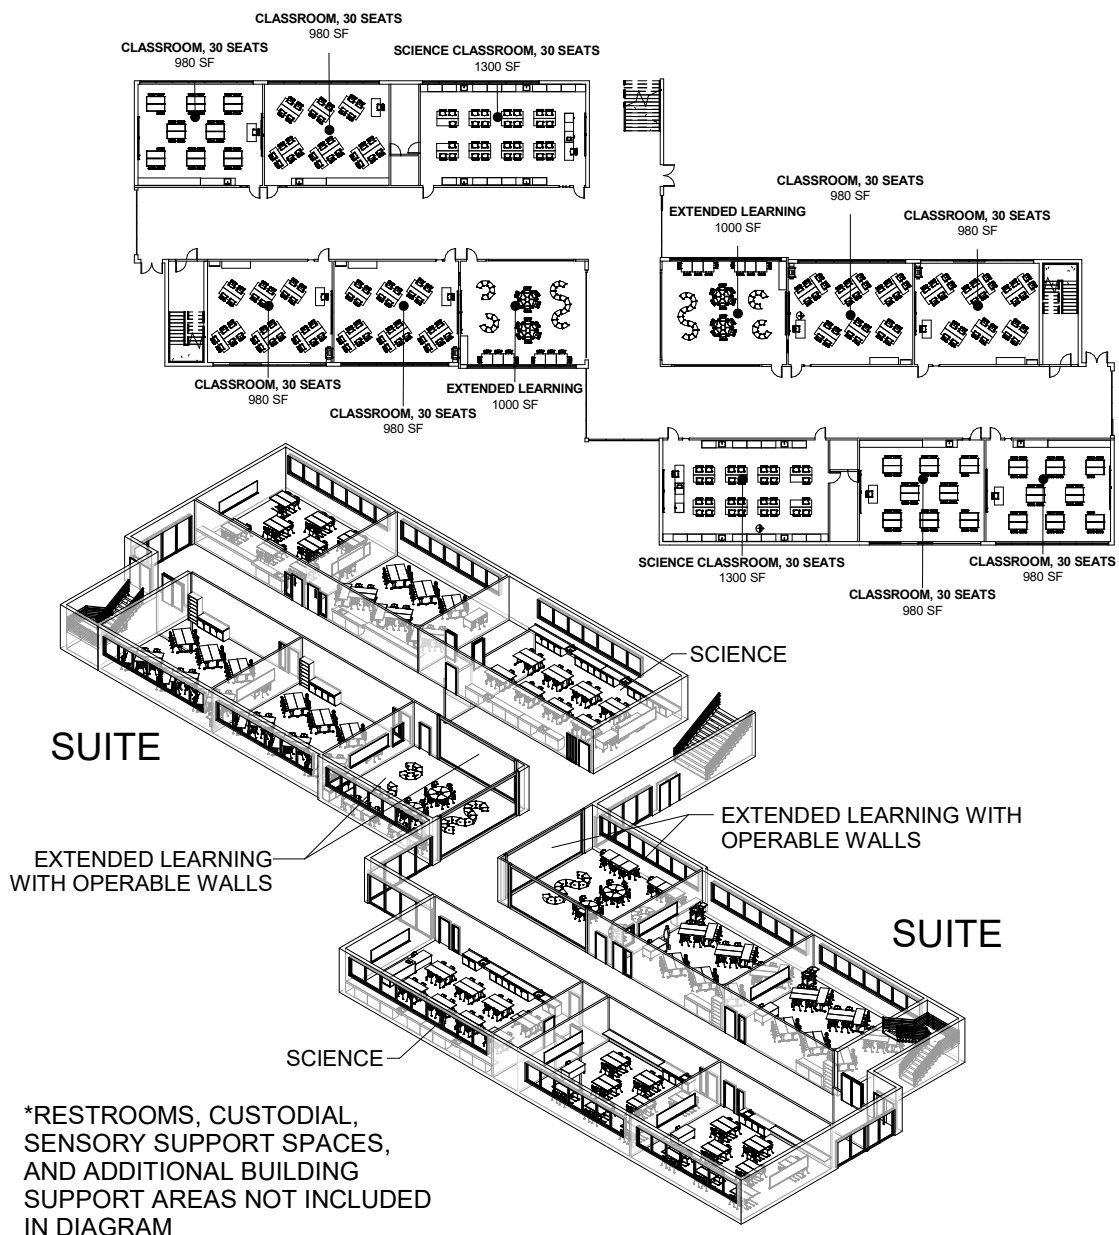 CLASSROOM, 30 SEATS
980 SF
CLASSROOM, 30 SEATS
980 SF
SCIENCE CLASSROOM, 30 SEATS
1300 SF
CLASSROOM, 30 SEATS
980 SF
EXTENDED LEARNING
1000 SF
CLASSROOM, 30 SEATS
980 SF
CLASSROOM, 30 SEATS
980 SF
CLASSROOM, 30 SEATS
980 SF
EXTENDED LEARNING
1000 SF
SCIENCE CLASSROOM, 30 SEATS
1300 SF
CLASSROOM, 30 SEATS
980 SF
CLASSROOM, 30 SEATS
980 SF
SCIENCE
SUITE
EXTENDED LEARNING WITH
OPERABLE WALLS
EXTENDED LEARNING
WITH OPERABLE WALLS
SUITE
SCIENCE
*RESTROOMS, CUSTODIAL,
SENSORY SUPPORT SPACES,
AND ADDITIONAL BUILDING
SUPPORT AREAS NOT INCLUDED
IN DIAGRAM